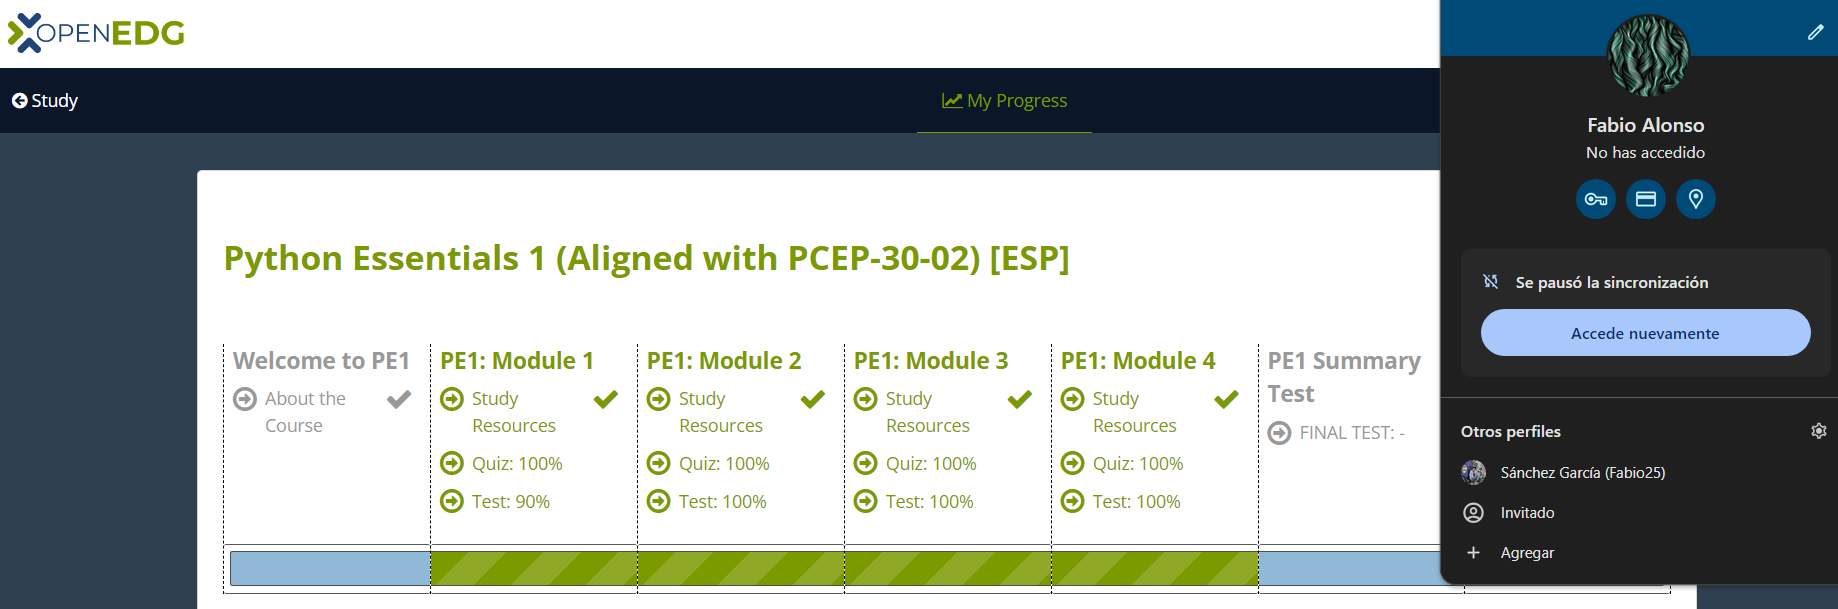 OPENEDG
Study
My Progress
Python Essentials 1 (Aligned with PCEP-30-02) [ESP]
Welcome to PE1
About the
Course
PE1: Module 1
Study
Resources
Quiz: 100%
Test: 90%
PE1: Module 2
Study
Resources
Quiz: 100%
Test: 100%
PE1: Module 3
Study
Resources
Quiz: 100%
Test: 100%
PE1: Module 4
Study
Resources
Quiz: 100%
Test: 100%
PE1 Summary
Test
FINAL TEST: -
Fabio Alonso
No has accedido
Se pausó la sincronización
Accede nuevamente
Otros perfiles
Sánchez García (Fabio25)
Invitado
Agregar